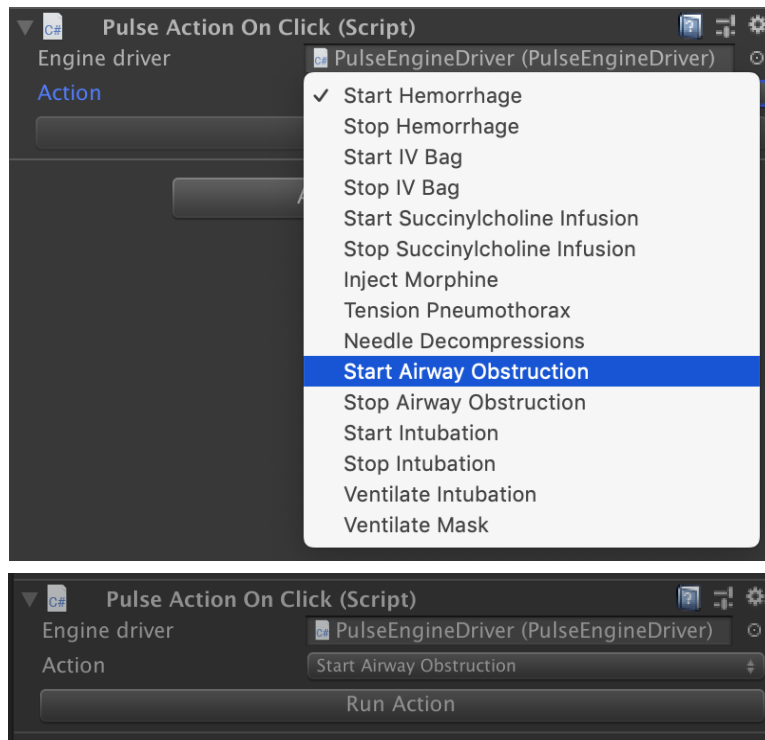 C# Pulse Action On Click (Script)
Engine driver C# PulseEngineDriver (PulseEngineDriver)
Action
✓ Start Hemorrhage
Stop Hemorrhage
Start IV Bag
Stop IV Bag
Start Succinylcholine Infusion
Stop Succinylcholine Infusion
Inject Morphine
Tension Pneumothorax
Needle Decompressions
Start Airway Obstruction
Stop Airway Obstruction
Start Intubation
Stop Intubation
Ventilate Intubation
Ventilate Mask
C# Pulse Action On Click (Script)
Engine driver C# PulseEngineDriver (PulseEngineDriver)
Action Start Airway Obstruction
Run Action